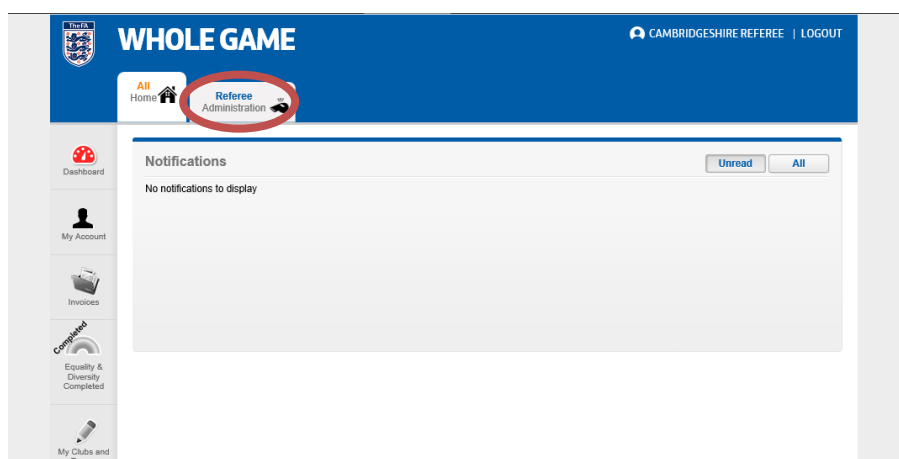 TheFA
WHOLE GAME
CAMBRIDGESHIRE REFEREE | LOGOUT
All
Home
Referee
Administration
Dashboard
My Account
Invoices
Completed
Equality &
Diversity
Completed
My Clubs and
Notifications
Unread All
No notifications to display